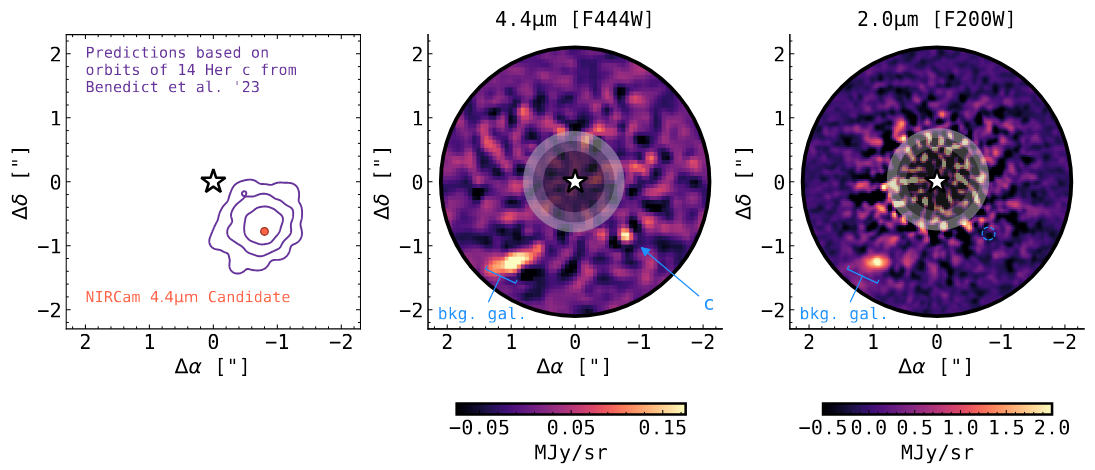 4.4μm [F444W]
2.0μm [F200W]
Predictions based on
orbits of 14 Her c from
Benedict et al. '23
NIRCam 4.4μm Candidate
2
1
0
−1
−2
Δδ ["]
2 1 0 −1 −2
Δα ["]
2
1
0
−1
−2
Δδ ["]
bkg. gal.
c
2 1 0 −1 −2
Δα ["]
−0.05 0.05 0.15
MJy/sr
2
1
0
−1
−2
Δδ ["]
bkg. gal.
2 1 0 −1 −2
Δα ["]
−0.5 0.0 0.5 1.0 1.5 2.0
MJy/sr